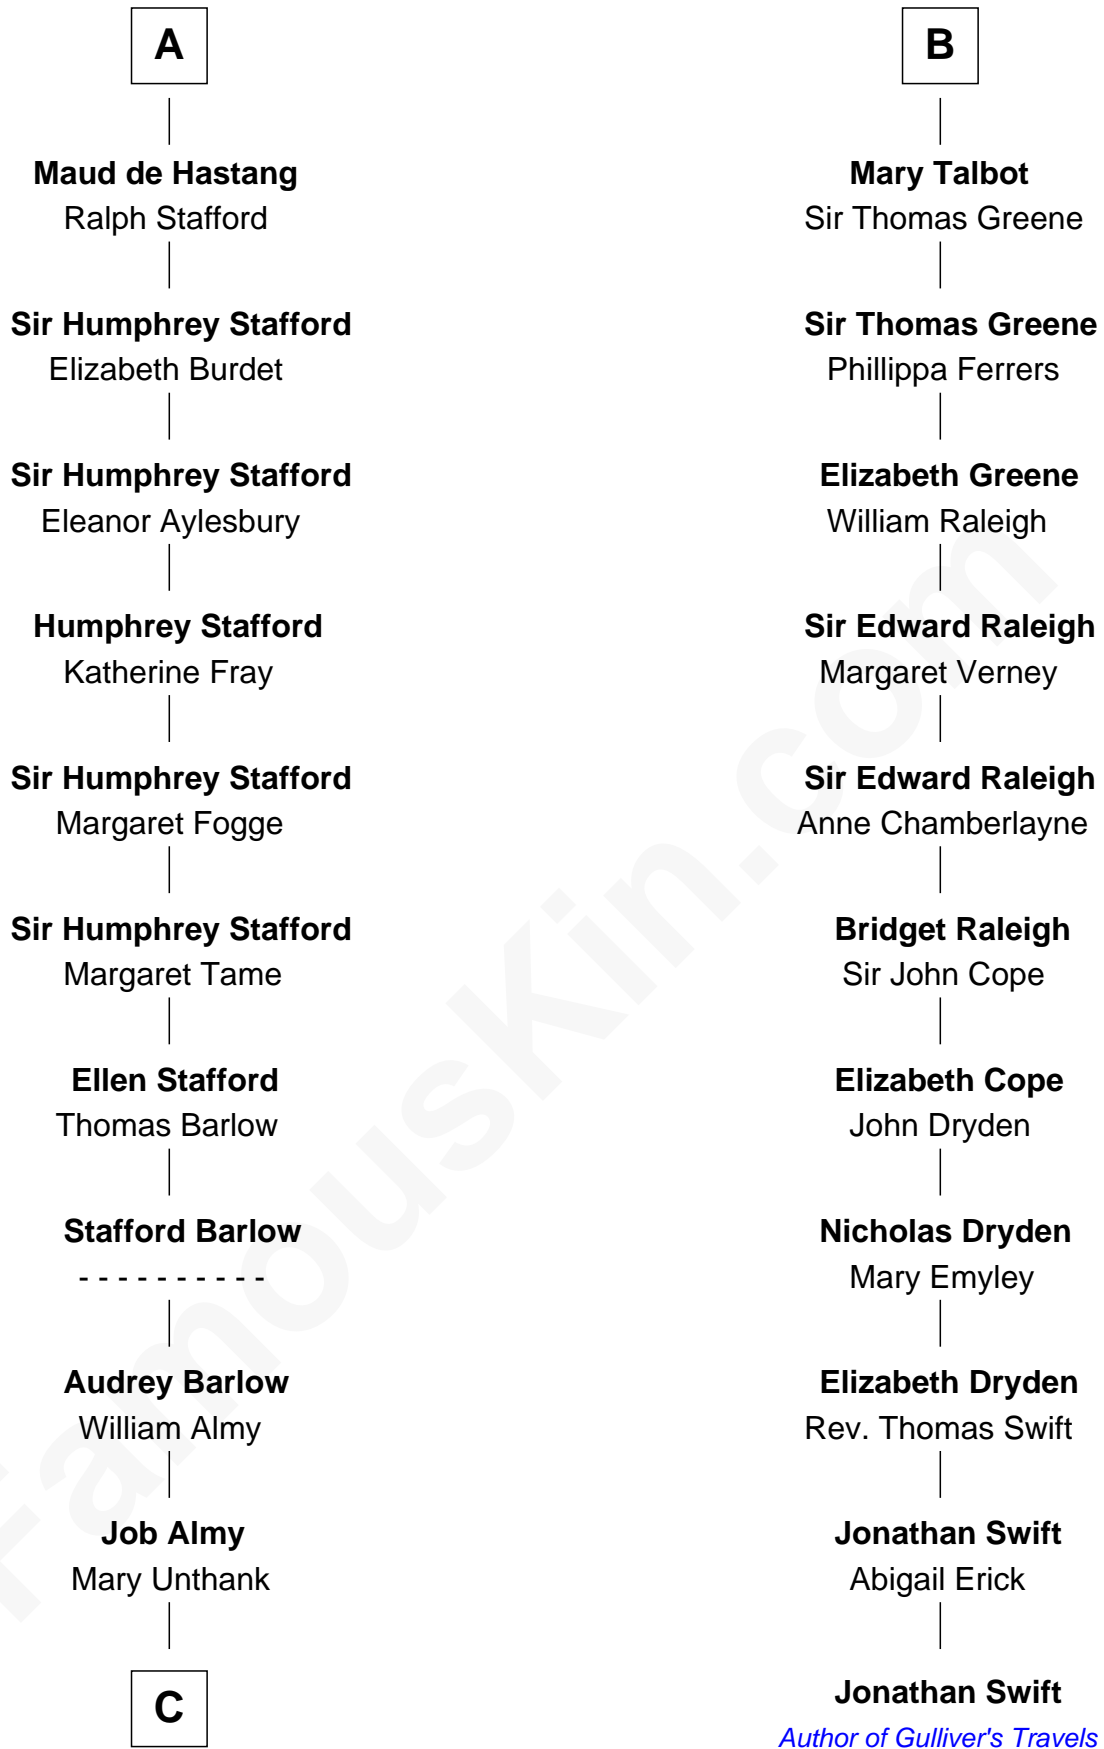 A
Maud de Hastang
Ralph Stafford
Sir Humphrey Stafford
Elizabeth Burdet
Sir Humphrey Stafford
Eleanor Aylesbury
Humphrey Stafford
Katherine Fray
Sir Humphrey Stafford
Margaret Fogge
Sir Humphrey Stafford
Margaret Tame
Ellen Stafford
Thomas Barlow
Stafford Barlow
- - - - - - - - - -
Audrey Barlow
William Almy
Job Almy
Mary Unthank
C
B
Mary Talbot
Sir Thomas Greene
Sir Thomas Greene
Phillippa Ferrers
Elizabeth Greene
William Raleigh
Sir Edward Raleigh
Margaret Verney
Sir Edward Raleigh
Anne Chamberlayne
Bridget Raleigh
Sir John Cope
Elizabeth Cope
John Dryden
Nicholas Dryden
Mary Emyley
Elizabeth Dryden
Rev. Thomas Swift
Jonathan Swift
Abigail Erick
Jonathan Swift
Author of Gulliver's Travels
FamousKin.com